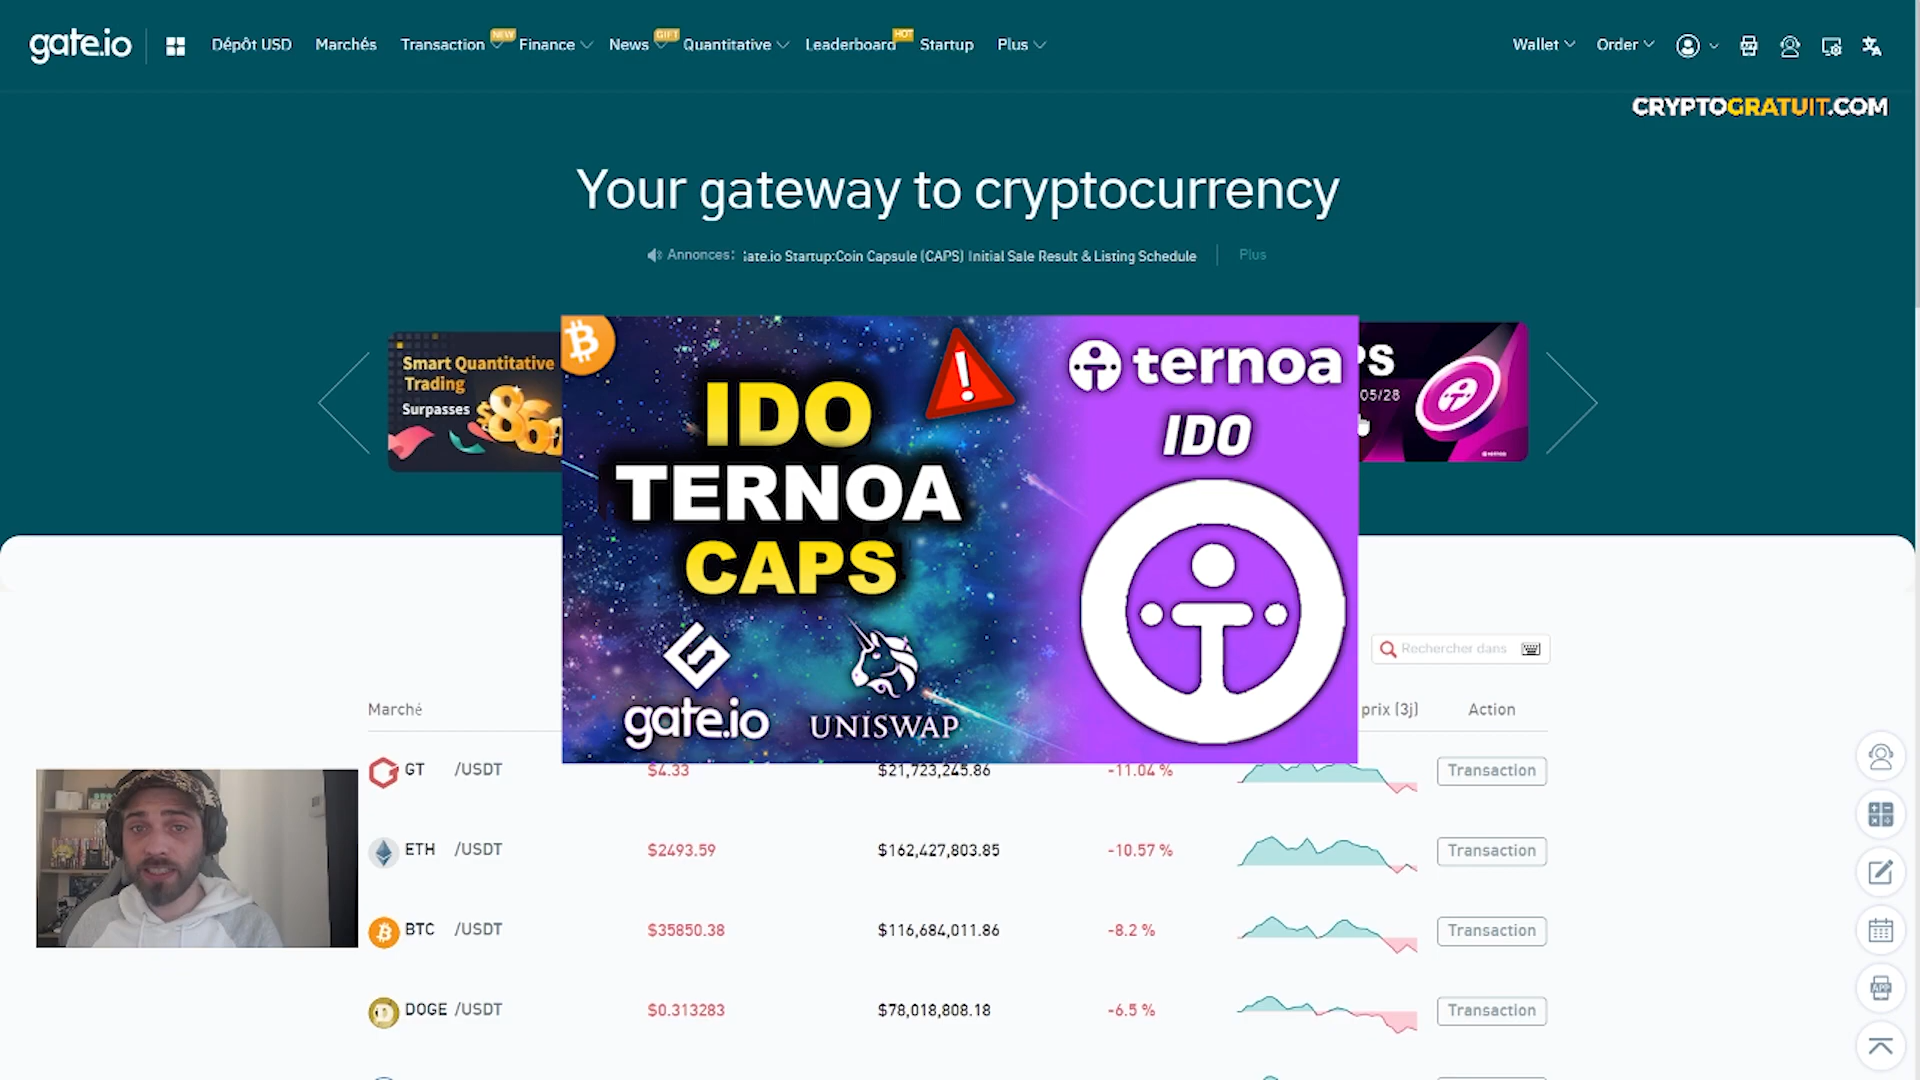 gate.io
Dépôt USD
Marchés
Transaction
NEW
Finance
News
GIFT
Quantitative
Leaderboard
HOT
Startup
Plus
Wallet
Order
CRYPTOGRATUIT.COM
Your gateway to cryptocurrency
Annonces:
Gate.io Startup:Coin Capsule (CAPS) Initial Sale Result & Listing Schedule
Plus
Smart Quantitative
Trading
Surpasses
IDO
TERNOA
CAPS
gate.io
UNISWAP
ternoa
IDO
PS
05/28
ternoa
Rechercher dans
Marché
prix (3j)
Action
GT /USDT
$4.33
$21,723,245.86
-11.04 %
Transaction
ETH /USDT
$2493.59
$162,427,803.85
-10.57 %
Transaction
BTC /USDT
$35850.38
$116,684,011.86
-8.2 %
Transaction
DOGE /USDT
$0.313283
$78,018,808.18
-6.5 %
Transaction
APP